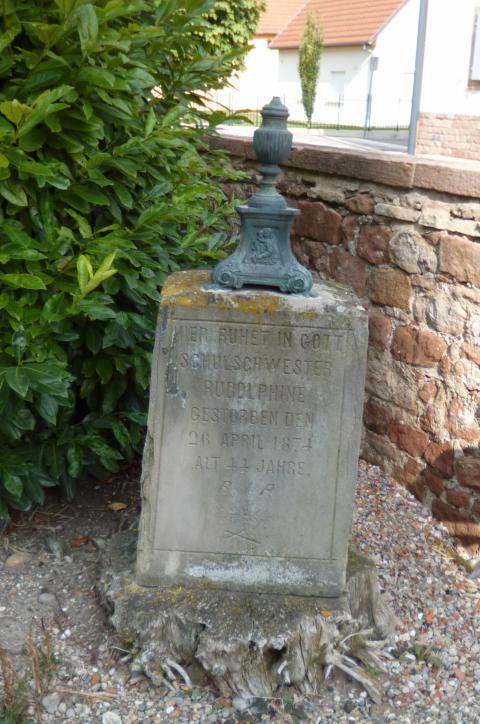 HIER RUHET IN GOTT
SCHULSCHWESTER
RUDOLPHINE
GESTORBEN DEN
26 APRIL 1874
ALT 44 JAHRE.
R I P